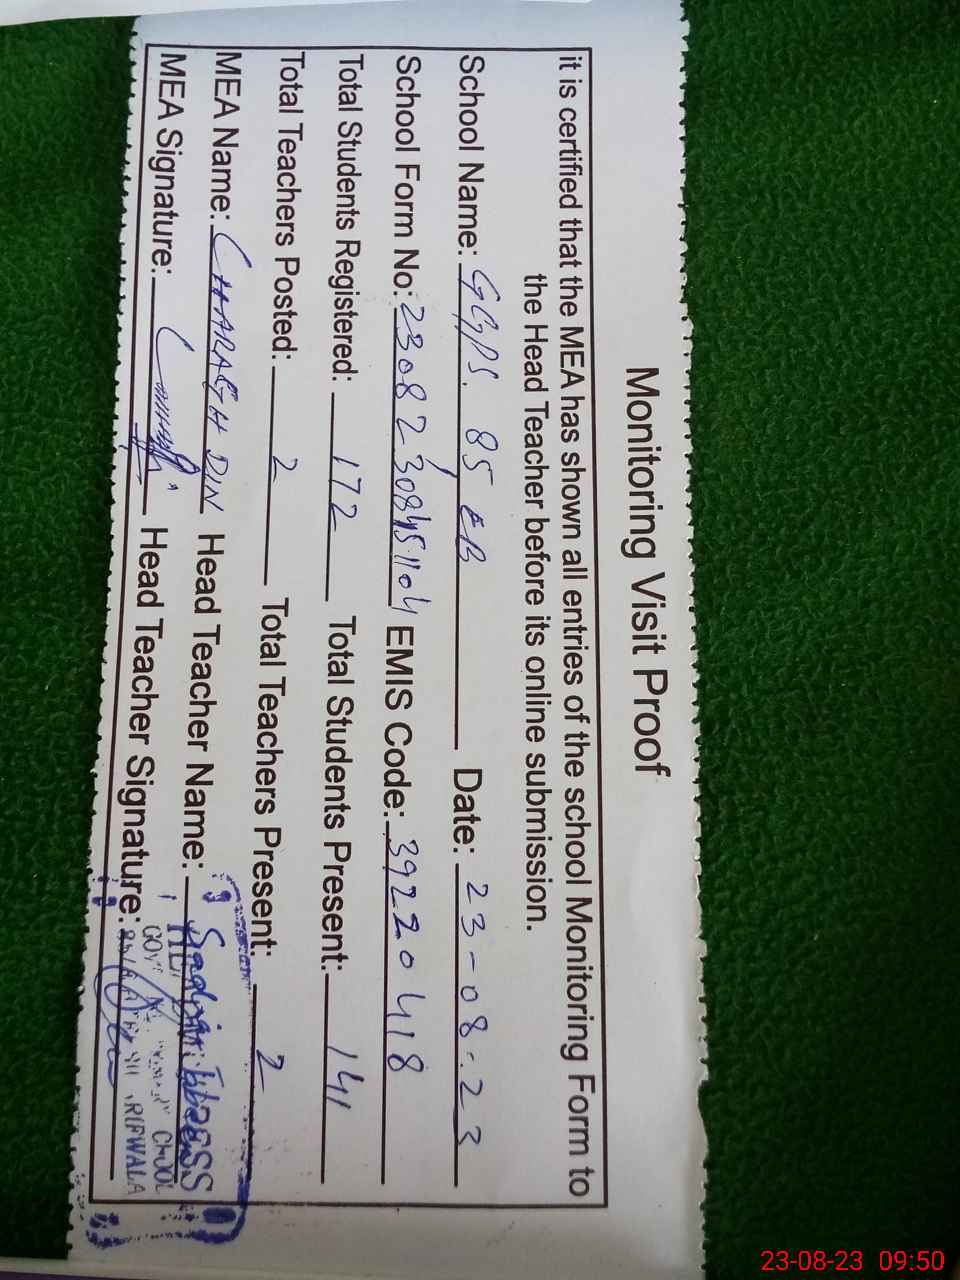 Monitoring Visit Proof
it is certified that the MEA has shown all entries of the school Monitoring Form to
the Head Teacher before its online submission.
School Name: GGPS. 85 EB Date: 23-08-23
School Form No: 23082308451104 EMIS Code: 39220418
Total Students Registered: 172 Total Students Present: 141
Total Teachers Posted: 2 Total Teachers Present: 2
MEA Name: CHARAGH DIN Head Teacher Name:
MEA Signature: Head Teacher Signature:
23-08-23 09:50